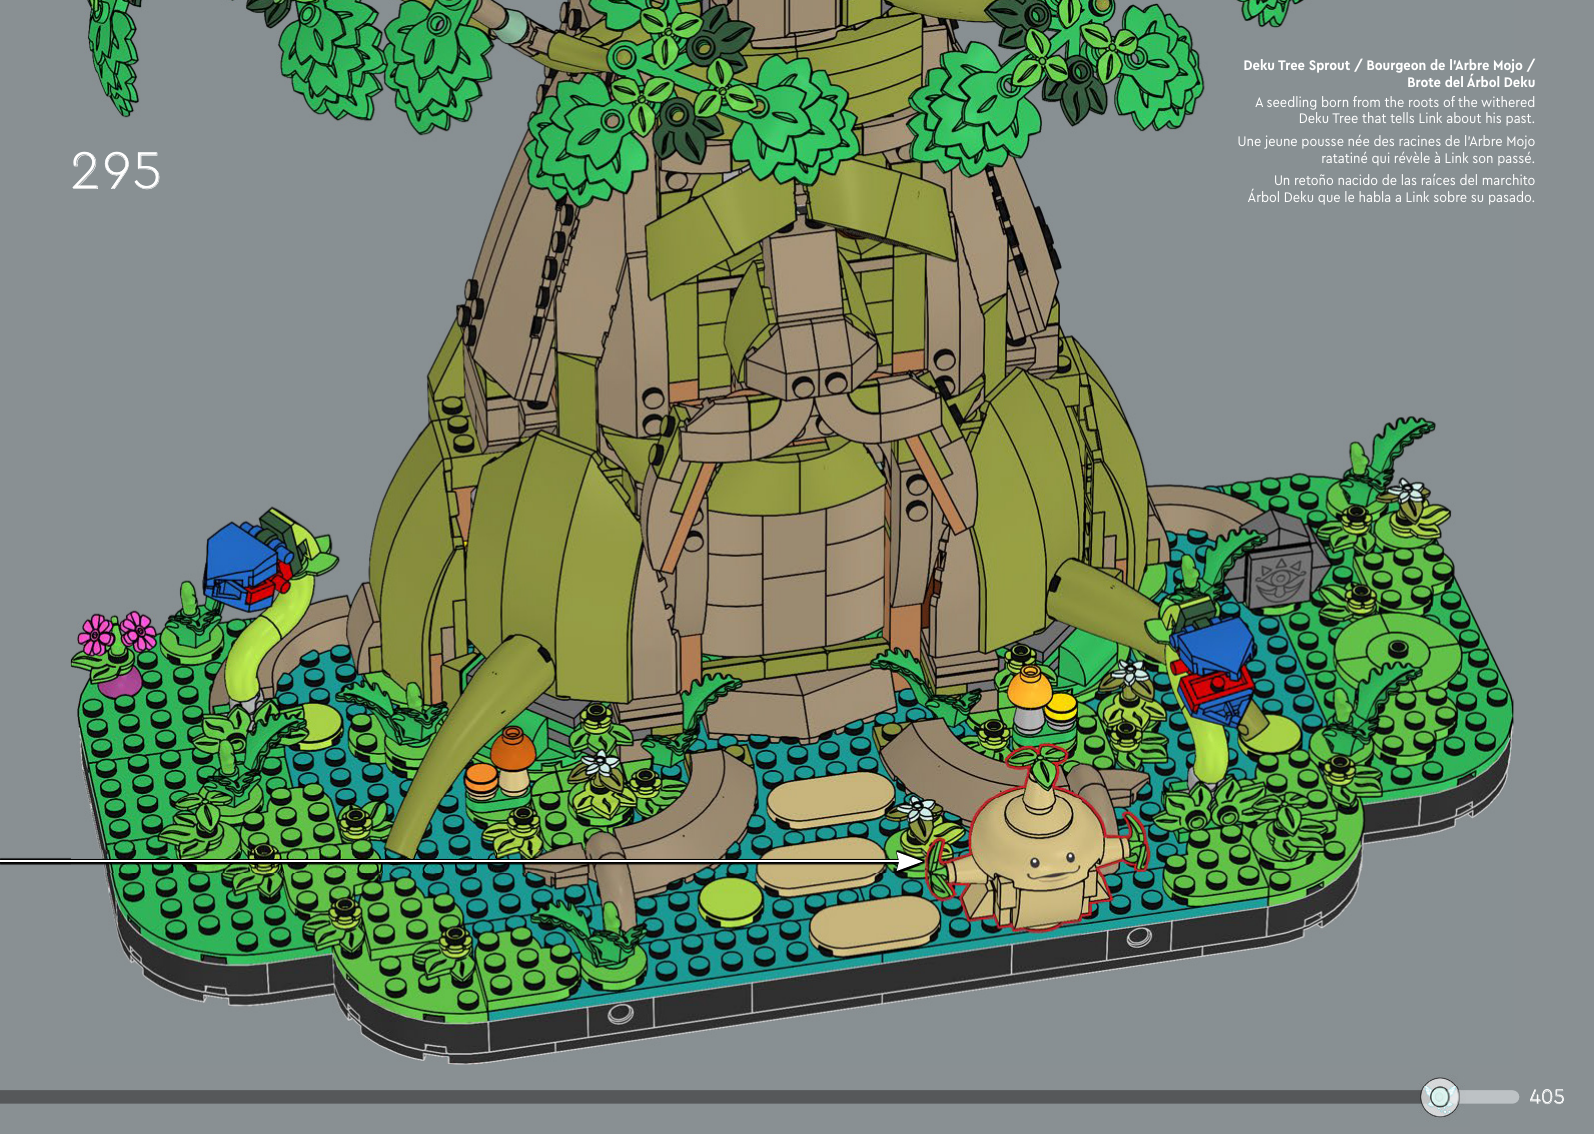 Deku Tree Sprout / Bourgeon de l'Arbre Mojo /
Brote del Árbol Deku
A seedling born from the roots of the withered
Deku Tree that tells Link about his past.
Une jeune pousse née des racines de l'Arbre Mojo
ratatiné qui révèle à Link son passé.
Un retoño nacido de las raíces del marchito
Árbol Deku que le habla a Link sobre su pasado.
295
405